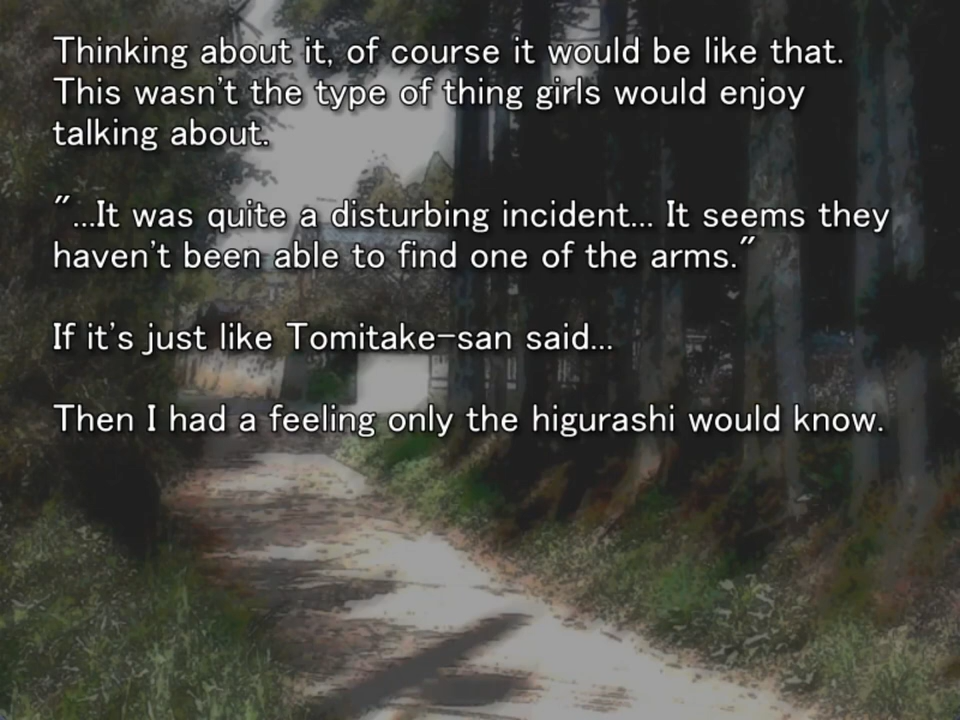 Thinking about it, of course it would be like that.
This wasn't the type of thing girls would enjoy
talking about.
"...It was quite a disturbing incident... It seems they
haven't been able to find one of the arms."
If it's just like Tomitake-san said...
Then I had a feeling only the higurashi would know.